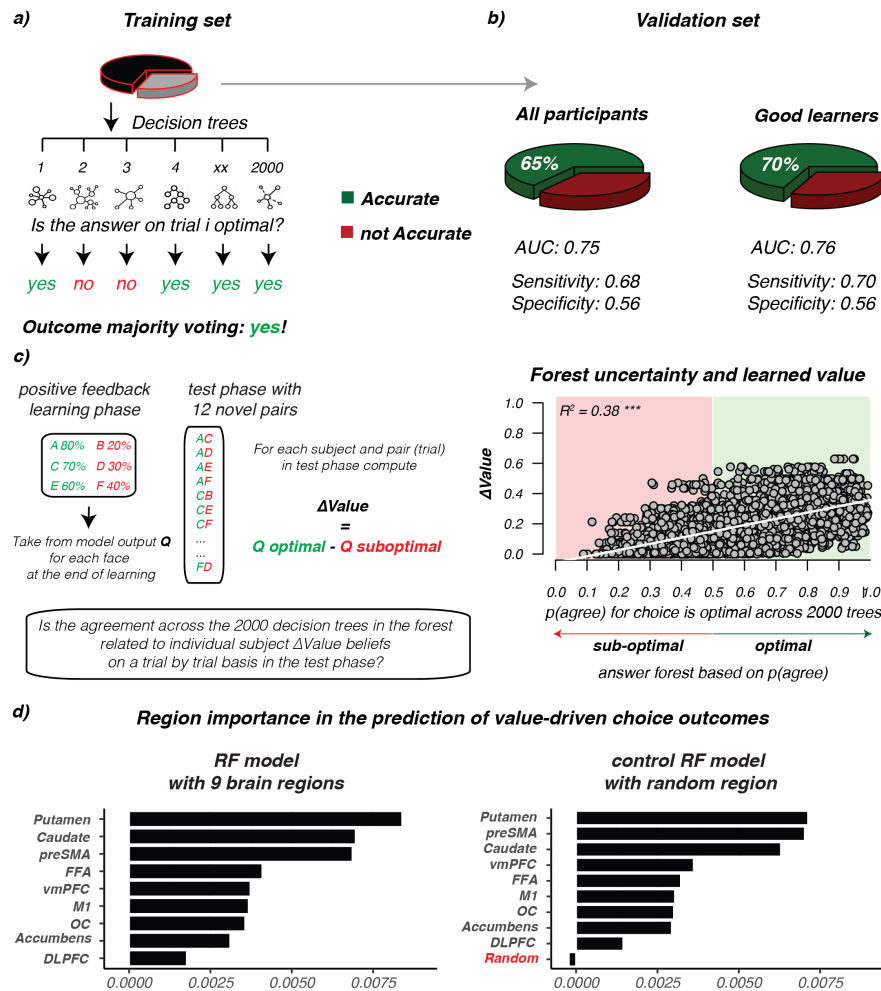 a)
Training set
Decision trees
1 2 3 4 xx 2000
Is the answer on trial i optimal?
yes no no yes yes yes
Outcome majority voting: yes!
Accurate
not Accurate
b)
Validation set
All participants
65%
AUC: 0.75
Sensitivity: 0.68
Specificity: 0.56
Good learners
70%
AUC: 0.76
Sensitivity: 0.70
Specificity: 0.56
c)
positive feedback
learning phase
A 80% B 20%
C 70% D 30%
E 60% F 40%
Take from model output Q
for each face
at the end of learning
test phase with
12 novel pairs
AC
AD
AE
AF
CB
CE
CF
...
...
FD
For each subject and pair (trial)
in test phase compute
ΔValue
=
Q optimal - Q suboptimal
Is the agreement across the 2000 decision trees in the forest
related to individual subject ΔValue beliefs
on a trial by trial basis in the test phase?
Forest uncertainty and learned value
R² = 0.38 ***
ΔValue
1.0
0.8
0.6
0.4
0.2
0.0
0.0 0.1 0.2 0.3 0.4 0.5 0.6 0.7 0.8 0.9 1.0
p(agree) for choice is optimal across 2000 trees
sub-optimal optimal
answer forest based on p(agree)
d)
Region importance in the prediction of value-driven choice outcomes
RF model
with 9 brain regions
Putamen
Caudate
preSMA
FFA
vmPFC
M1
OC
Accumbens
DLPFC
0.0000 0.0025 0.0050 0.0075
control RF model
with random region
Putamen
preSMA
Caudate
vmPFC
FFA
M1
OC
Accumbens
DLPFC
Random
0.0000 0.0025 0.0050 0.0075